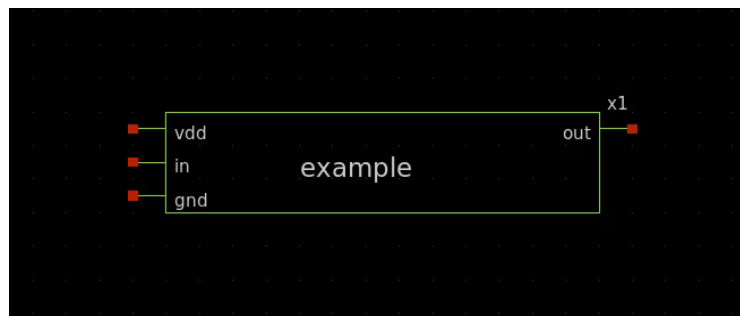 x1
vdd
out
in
example
gnd